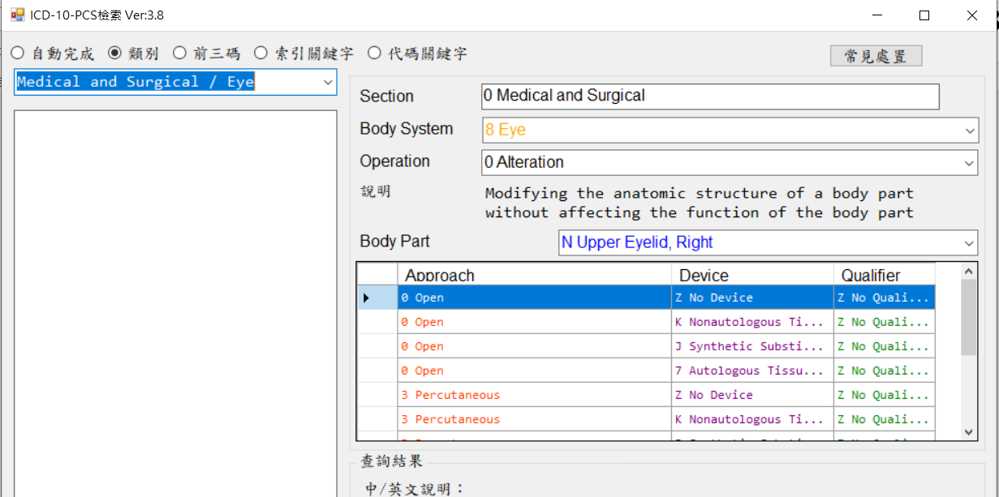 ICD-10-PCS檢索 Ver:3.8
自動完成 類別 前三碼 索引關鍵字 代碼關鍵字
常見處置
Medical and Surgical / Eye
Section 0 Medical and Surgical
Body System 8 Eye
Operation 0 Alteration
說明 Modifying the anatomic structure of a body part
without affecting the function of the body part
Body Part N Upper Eyelid, Right
Approach Device Qualifier
0 Open Z No Device Z No Quali...
0 Open K Nonautologous Ti... Z No Quali...
0 Open J Synthetic Substi... Z No Quali...
0 Open 7 Autologous Tissu... Z No Quali...
3 Percutaneous Z No Device Z No Quali...
3 Percutaneous K Nonautologous Ti... Z No Quali...
查詢結果
中/英文說明：